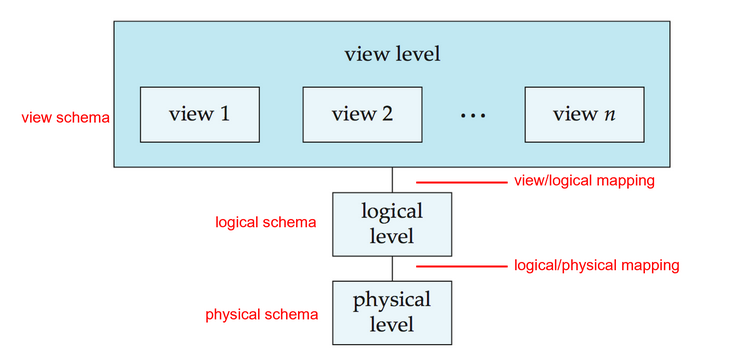 view level
view schema
view 1
view 2
...
view n
view/logical mapping
logical schema
logical
level
logical/physical mapping
physical schema
physical
level